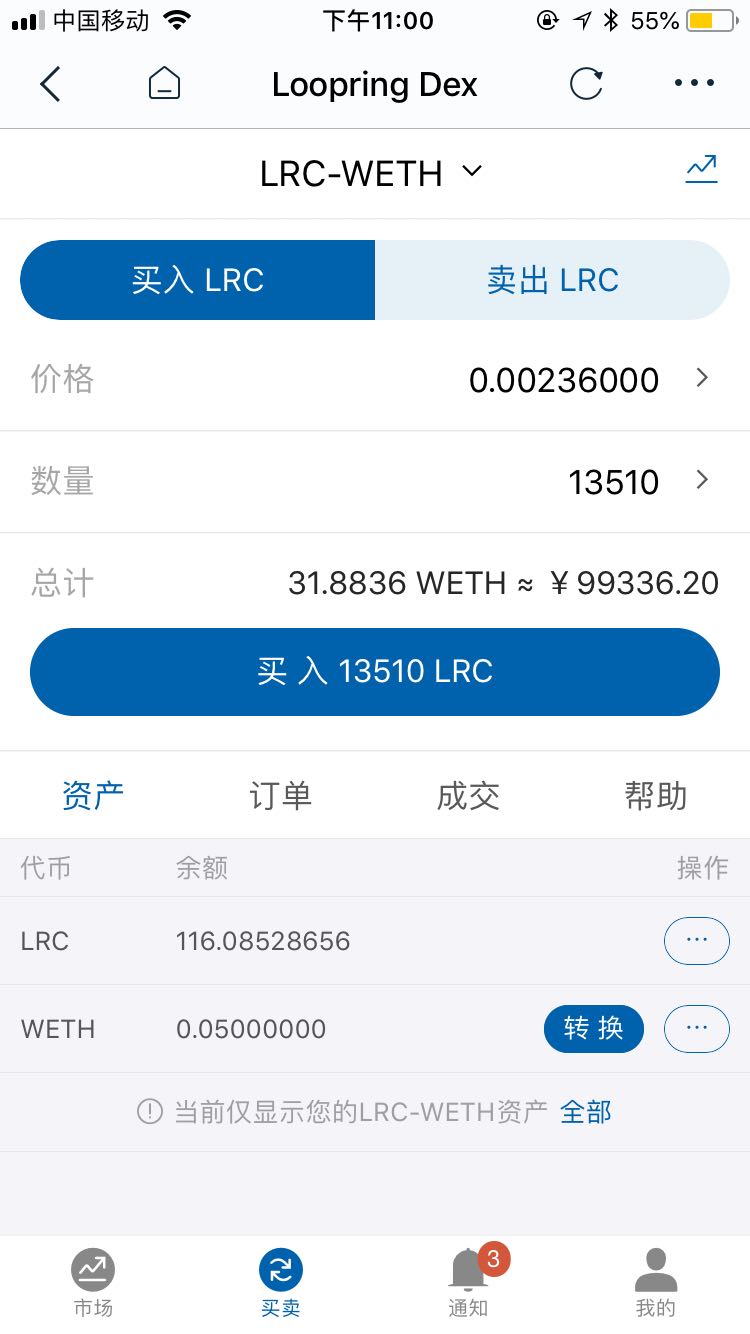 中国移动 下午11:00 55%
Loopring Dex
LRC-WETH
买入 LRC 卖出 LRC
价格 0.00236000
数量 13510
总计 31.8836 WETH ≈ ¥99336.20
买 入 13510 LRC
资产 订单 成交 帮助
代币 余额 操作
LRC 116.08528656 ···
WETH 0.05000000 转 换 ···
当前仅显示您的LRC-WETH资产 全部
3
市场 买卖 通知 我的